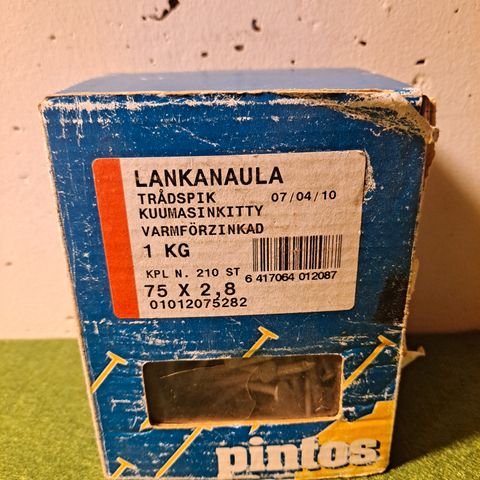 LANKANAULA
TRÅDSPIK 07/04/10
KUUMASINKITTY
VARMFÖRZINKAD
1 KG
KPL N. 210 ST 6 417064 012087
75 X 2,8
01012075282
pintos